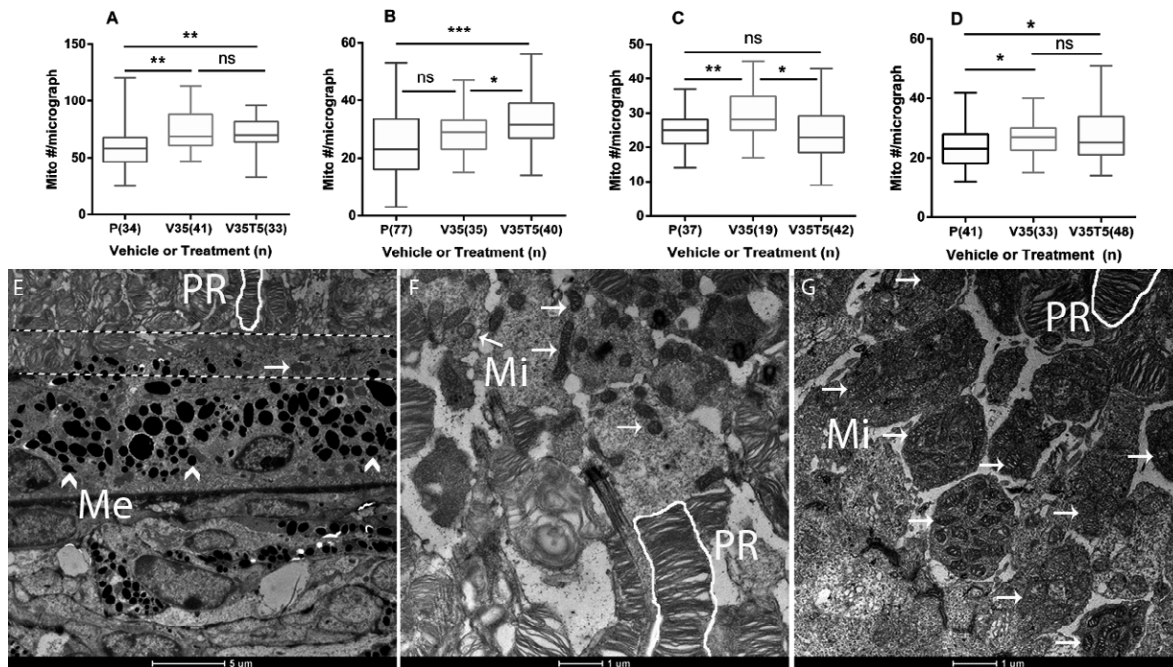 A
**
**
ns
Mito #/micrograph
150
100
50
0
P(34) V35(41) V35T5(33)
Vehicle or Treatment (n)
B
***
ns
*
Mito #/micrograph
60
40
20
0
P(77) V35(35) V35T5(40)
Vehicle or Treatment (n)
C
ns
**
*
Mito #/micrograph
50
40
30
20
10
0
P(37) V35(19) V35T5(42)
Vehicle or Treatment (n)
D
*
ns
*
Mito #/micrograph
60
40
20
0
P(41) V35(33) V35T5(48)
Vehicle or Treatment (n)
E
PR
Me
5 um
F
Mi
PR
1 um
G
PR
Mi
1 um